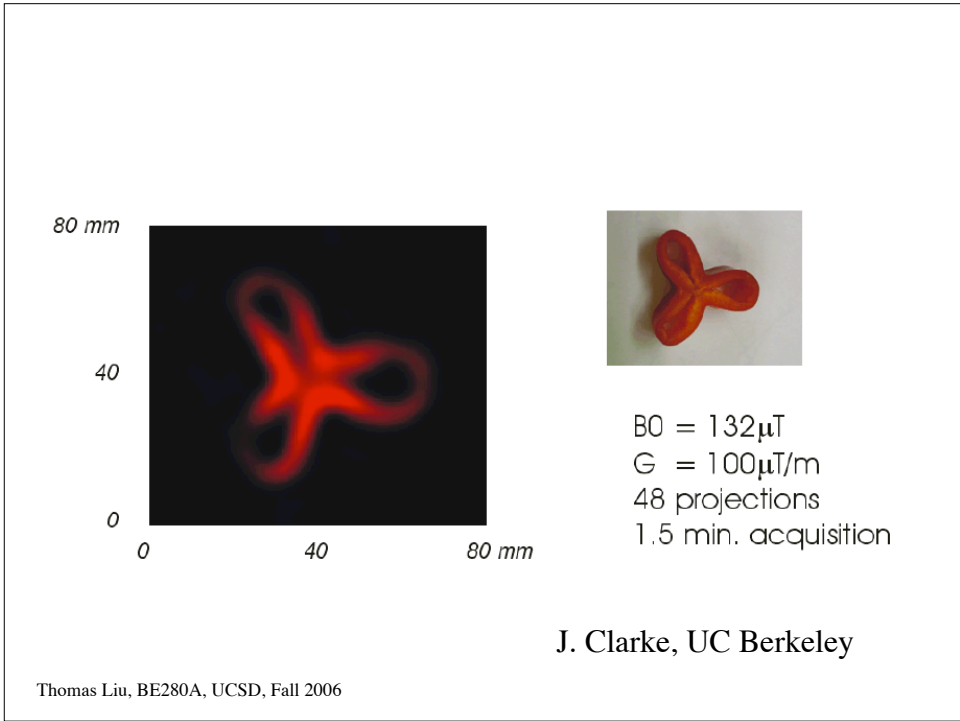 80 mm
40
0
0 40 80 mm
B0 = 132μT
G = 100μT/m
48 projections
1.5 min. acquisition
J. Clarke, UC Berkeley
Thomas Liu, BE280A, UCSD, Fall 2006